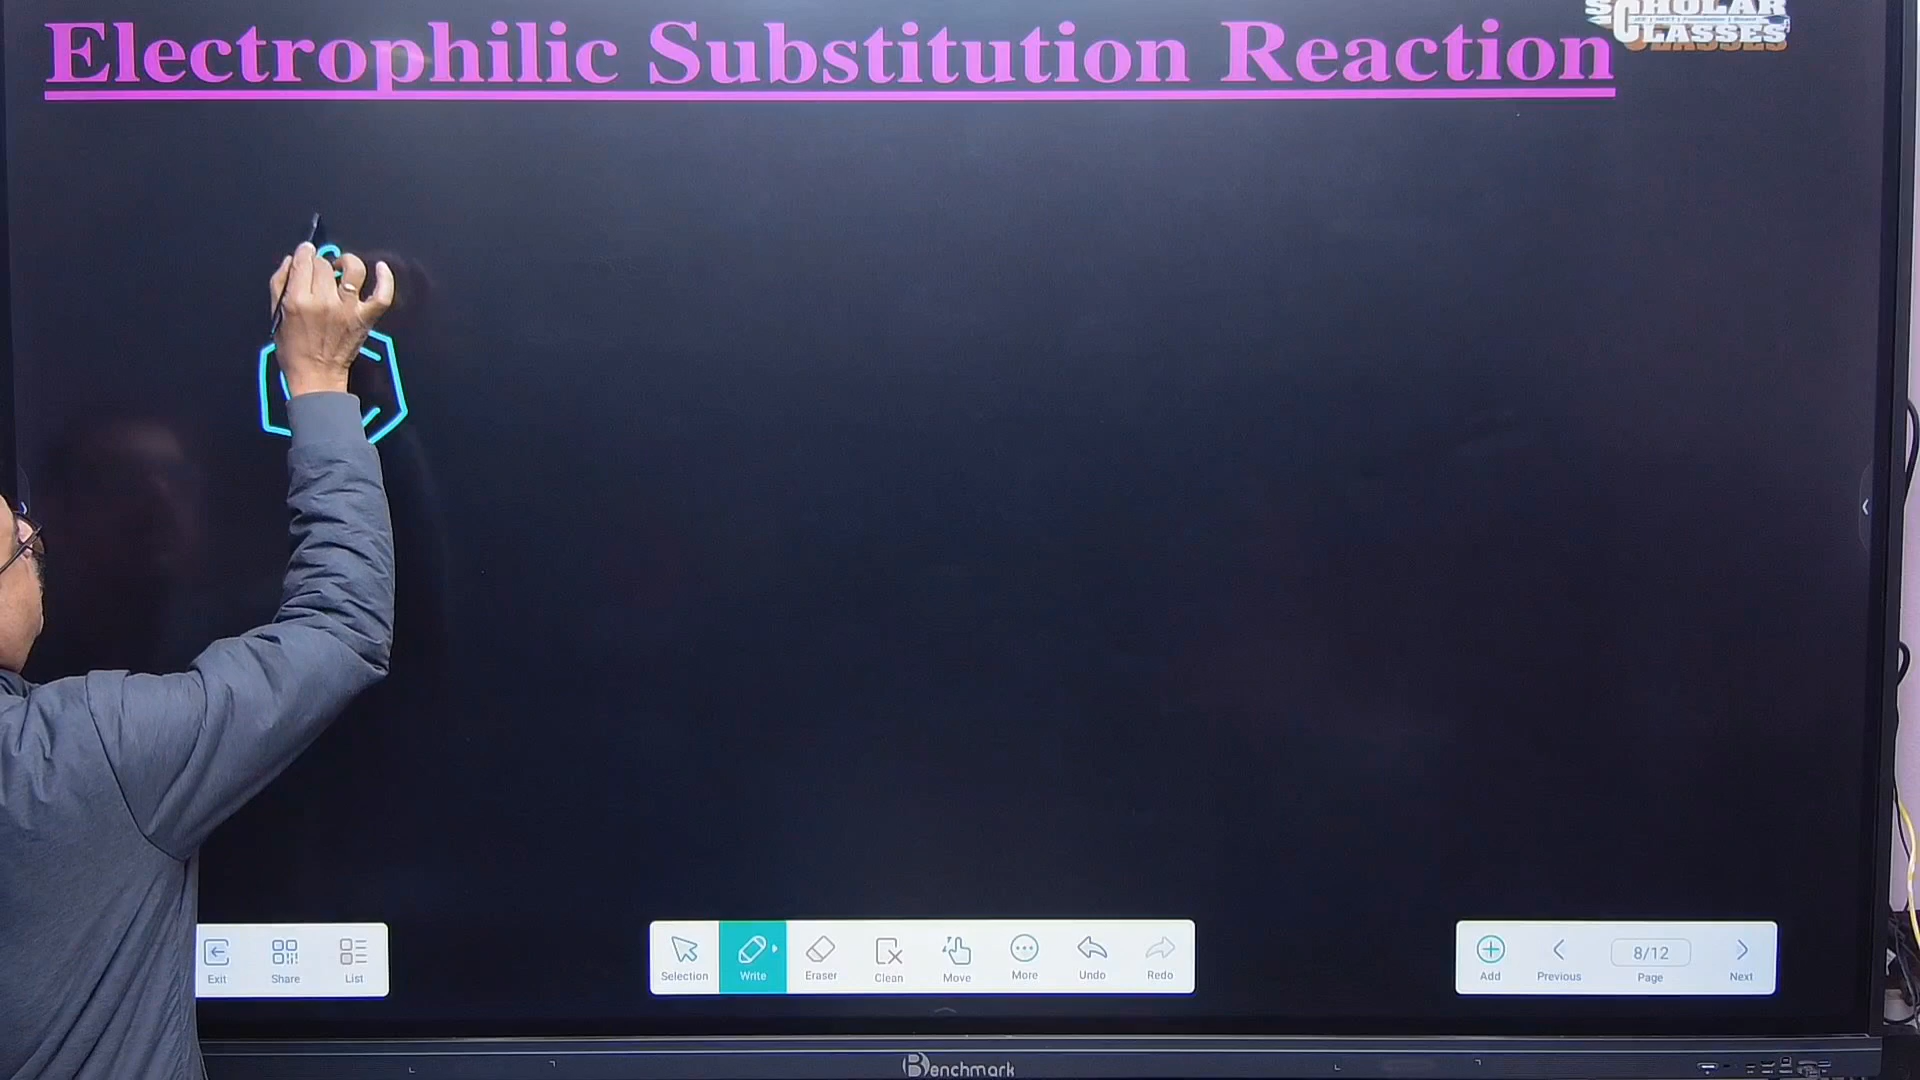 Electrophilic Substitution Reaction
SCHOLAR
CLASSES
Exit
Share
List
Selection
Write
Eraser
Clean
Move
More
Undo
Redo
Add
Previous
8/12
Page
Next
Benchmark